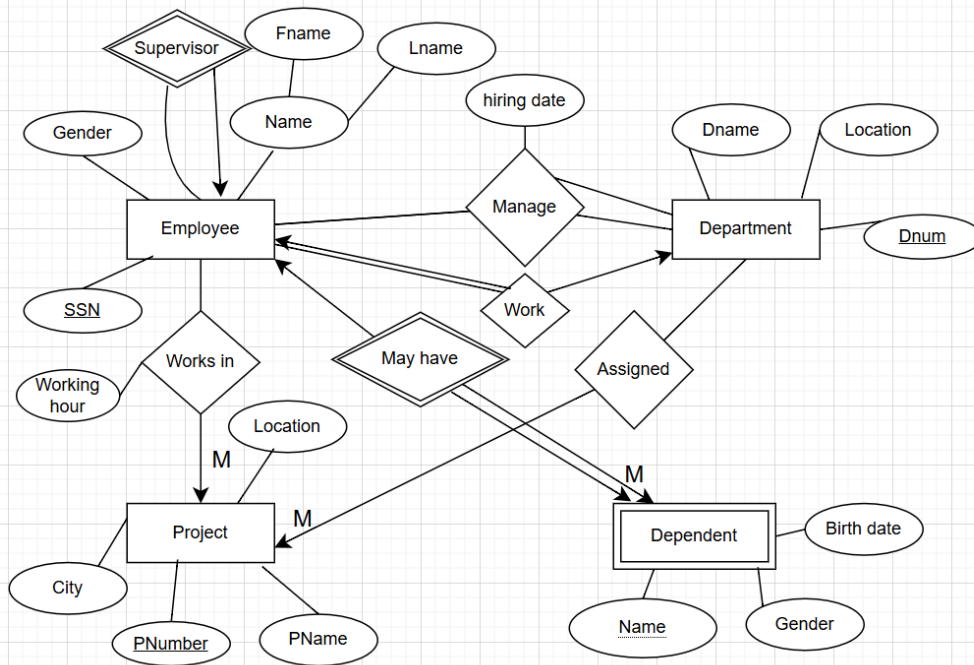 Supervisor
Fname
Lname
hiring date
Gender
Name
Dname
Location
Employee
Manage
Department
Dnum
SSN
Work
Works in
May have
Assigned
Working
hour
Location
M
M
M
Project
Dependent
Birth date
City
PNumber
PName
Name
Gender